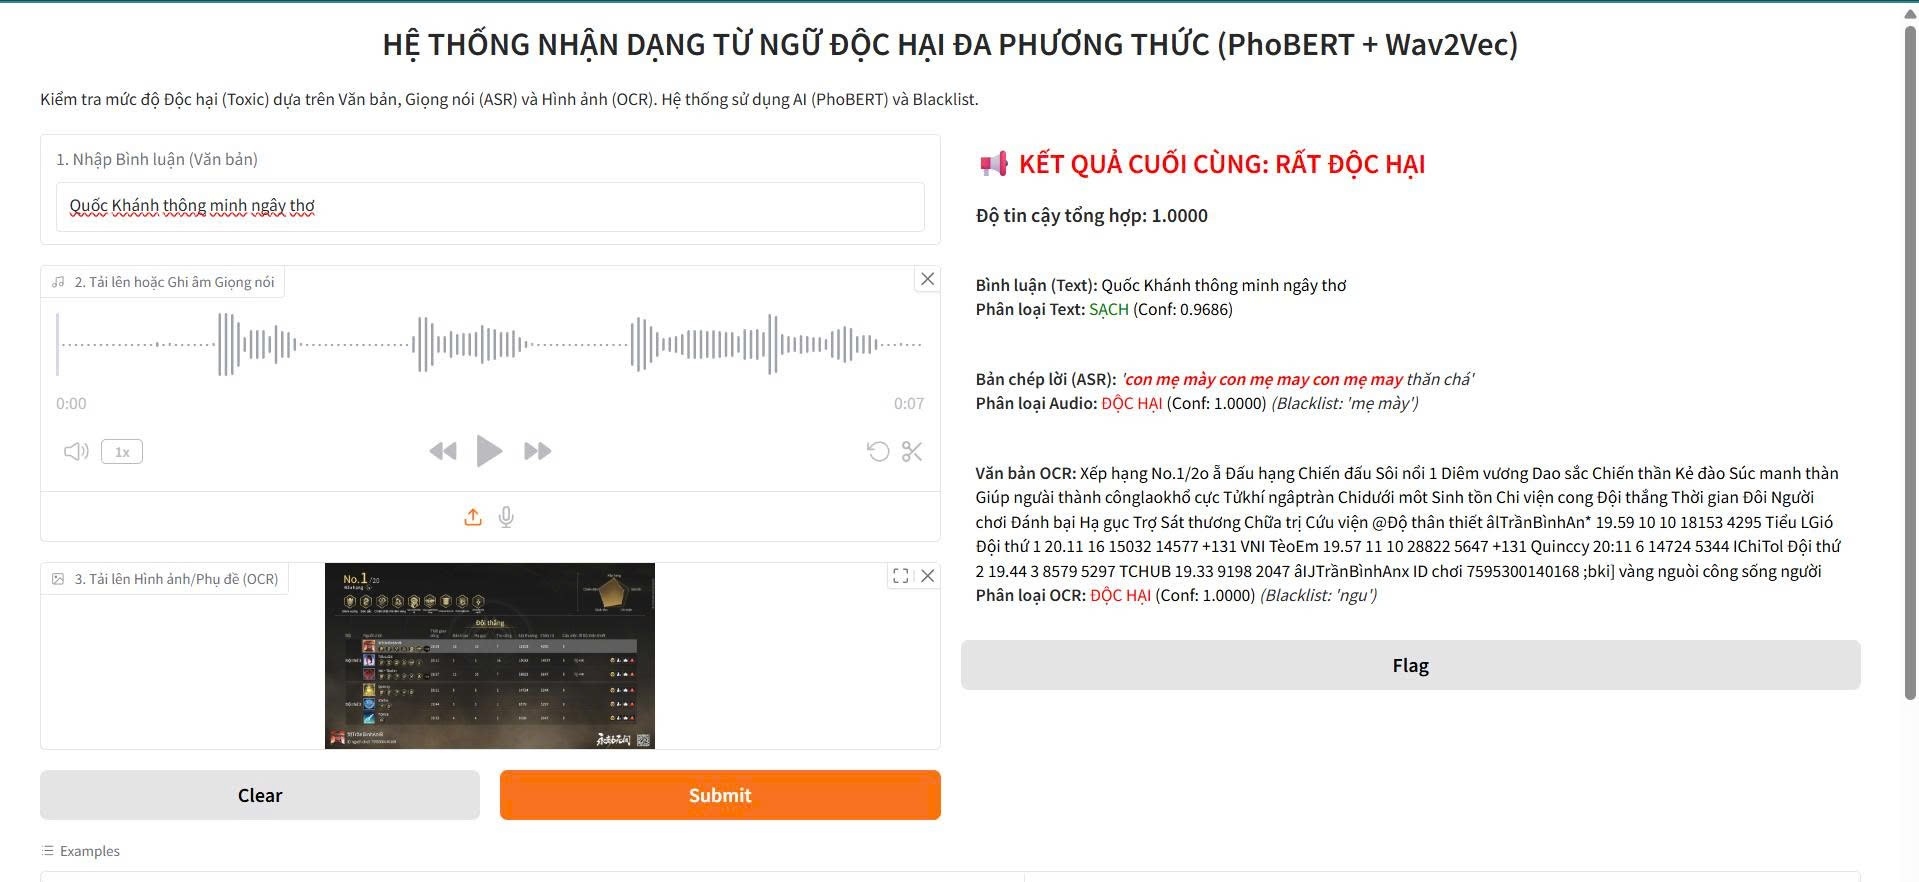 HỆ THỐNG NHẬN DẠNG TỪ NGỮ ĐỘC HẠI ĐA PHƯƠNG THỨC (PhoBERT + Wav2Vec)
Kiểm tra mức độ Độc hại (Toxic) dựa trên Văn bản, Giọng nói (ASR) và Hình ảnh (OCR). Hệ thống sử dụng AI (PhoBERT) và Blacklist.
1. Nhập Bình luận (Văn bản)
Quốc Khánh thông minh ngây thơ
2. Tải lên hoặc Ghi âm Giọng nói
0:00
0:07
1x
3. Tải lên Hình ảnh/Phụ đề (OCR)
No.1/20
Đội thắng
Clear
Submit
Examples
KẾT QUẢ CUỐI CÙNG: RẤT ĐỘC HẠI
Độ tin cậy tổng hợp: 1.0000
Bình luận (Text): Quốc Khánh thông minh ngây thơ
Phân loại Text: SẠCH (Conf: 0.9686)
Bản chép lời (ASR): 'con mẹ mày con mẹ may con mẹ may thăn chá'
Phân loại Audio: ĐỘC HẠI (Conf: 1.0000) (Blacklist: 'mẹ mày')
Văn bản OCR: Xếp hạng No.1/2o ẫ Đấu hạng Chiến đấu Sôi nổi 1 Diêm vương Dao sắc Chiến thần Kẻ đào Súc manh thàn
Giúp nguài thành cônglaokhổ cực Tửkhí ngâptràn Chidưới môt Sinh tồn Chi viện cong Đội thắng Thời gian Đôi Người
chơi Đánh bại Hạ gục Trợ Sát thương Chữa trị Cứu viện @Độ thân thiết âlTrầnBìnhAn* 19.59 10 10 18153 4295 Tiểu LGió
Đội thứ 1 20.11 16 15032 14577 +131 VNI TèoEm 19.57 11 10 28822 5647 +131 Quinccy 20:11 6 14724 5344 IChiTol Đội thứ
2 19.44 3 8579 5297 TCHUB 19.33 9198 2047 âlJTrầnBìnhAnx ID chơi 7595300140168 ;bki] vàng nguòi công sống người
Phân loại OCR: ĐỘC HẠI (Conf: 1.0000) (Blacklist: 'ngu')
Flag